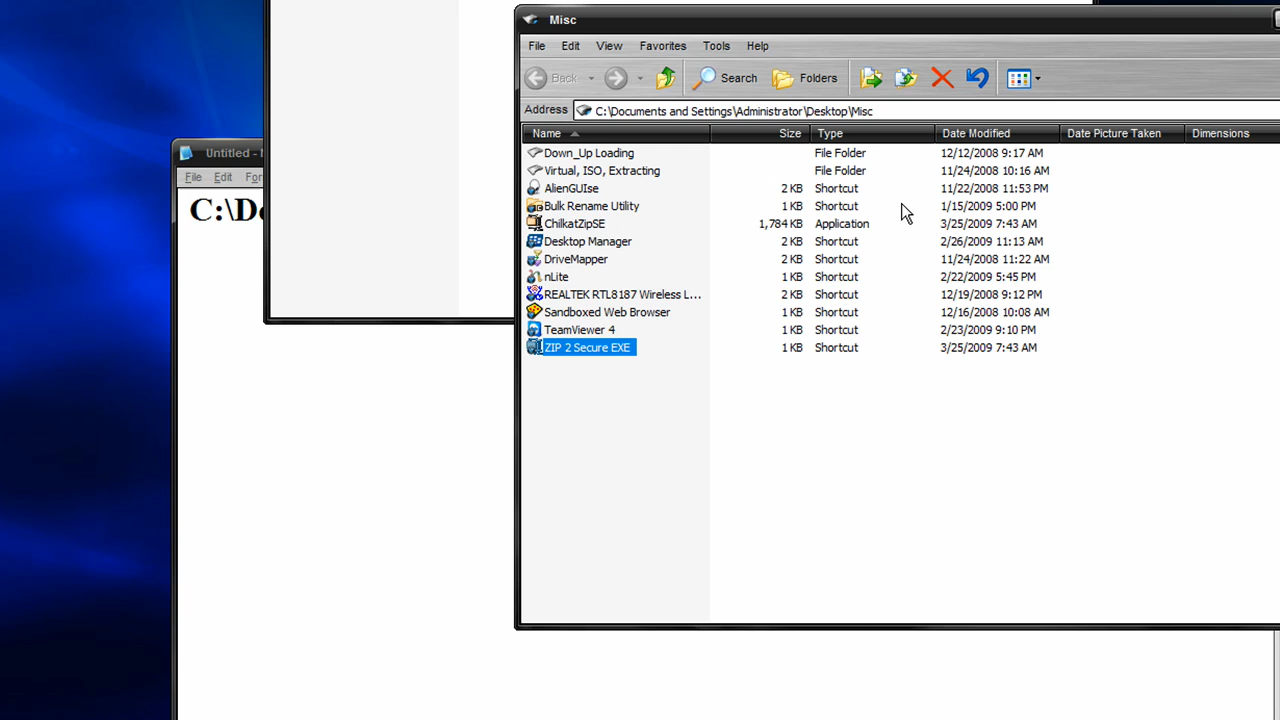 Misc
File Edit View Favorites Tools Help
Back Search Folders
Address C:\Documents and Settings\Administrator\Desktop\Misc
Name Size Type Date Modified Date Picture Taken Dimensions
Down_Up Loading File Folder 12/12/2008 9:17 AM
Virtual, ISO, Extracting File Folder 11/24/2008 10:16 AM
AlienGUIse 2 KB Shortcut 11/22/2008 11:53 PM
Bulk Rename Utility 1 KB Shortcut 1/15/2009 5:00 PM
ChilkatZipSE 1,784 KB Application 3/25/2009 7:43 AM
Desktop Manager 2 KB Shortcut 2/26/2009 11:13 AM
DriveMapper 2 KB Shortcut 11/24/2008 11:22 AM
nLite 1 KB Shortcut 2/22/2009 5:45 PM
REALTEK RTL8187 Wireless L... 2 KB Shortcut 12/19/2008 9:12 PM
Sandboxed Web Browser 1 KB Shortcut 12/16/2008 10:08 AM
TeamViewer 4 1 KB Shortcut 2/23/2009 9:10 PM
ZIP 2 Secure EXE 1 KB Shortcut 3/25/2009 7:43 AM
Untitled -
File Edit
C:\D